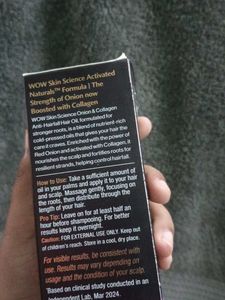 WOW Skin Science Activated
Naturals™ Formula | The
Strength of Onion now
Boosted with Collagen
WOW Skin Science Onion & Collagen
Anti-Hairfall Hair Oil, formulated for
stronger roots, is a blend of nutrient-rich
cold-pressed oils that gives your hair the
care it craves. Enriched with the power of
Red Onion and activated with Collagen, it
nourishes the scalp and fortifies roots for
resilient strands, helping control hairfall.
How to Use: Take a sufficient amount of
oil in your palms and apply it to your hair
and scalp. Massage gently, focusing on
the roots, then distribute through the
length of your hair.
Pro Tip: Leave on for at least half an
hour before shampooing. For better
results keep it overnight.
Caution: FOR EXTERNAL USE ONLY. Keep out
of children's reach. Store in a cool, dry place.
For visible results, be consistent with
use. Results may vary depending on
usage and the condition of your scalp.
Based on clinical study conducted in an
Independent Lab, Mar 2024.